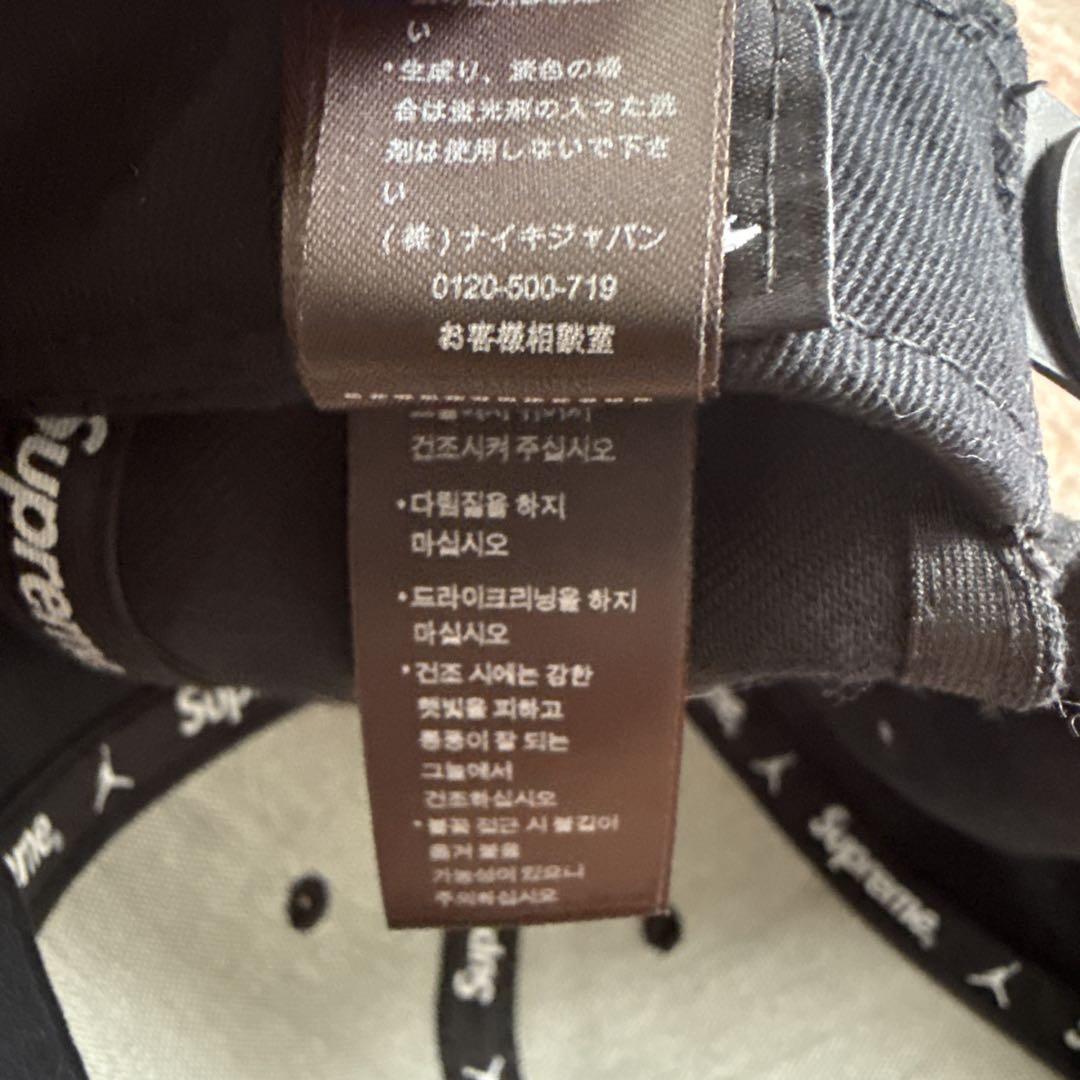 い
・生成り、淡色の場
合は蛍光剤の入った洗
剤は使用しないで下さ
い
(株)ナイキジャパン
0120-500-719
お客様相談室
건조시켜 주십시오
•다림질을 하지
마십시오
•드라이크리닝을 하지
마십시오
•건조 시에는 강한
햇빛을 피하고
통풍이 잘 되는
그늘에서
건조하십시오
•불꽃 접근 시 불길이
옮겨 붙을
가능성이 있으니
주의하십시오
Supreme
Sup
me.
Supreme.
Sup